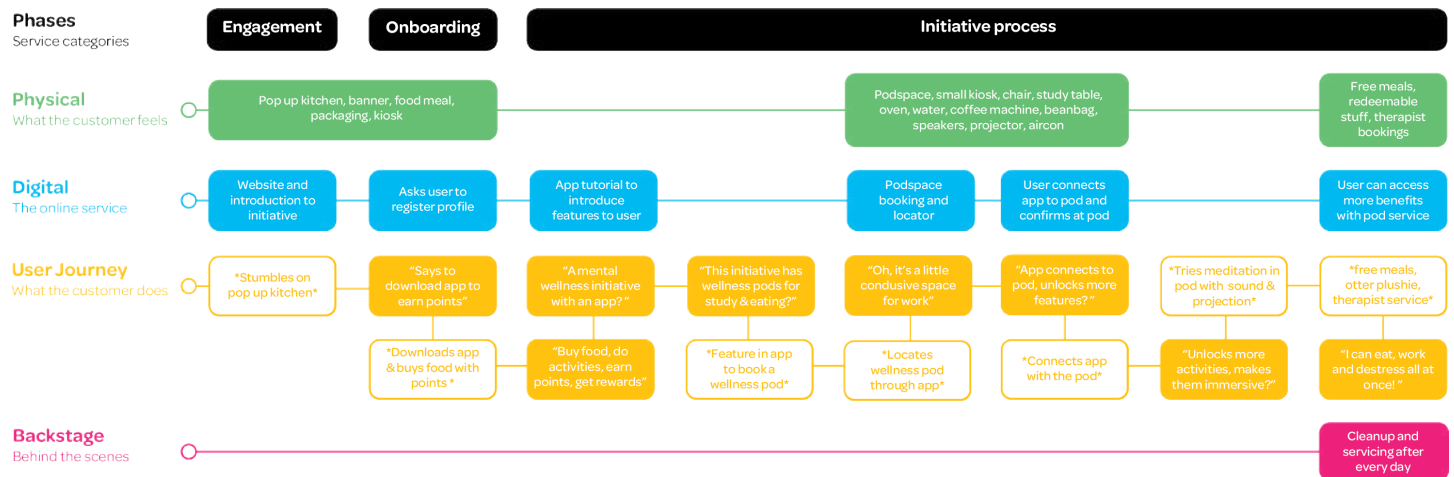 Phases
Service categories
Engagement
Onboarding
Initiative process
Physical
What the customer feels
Pop up kitchen, banner, food meal,
packaging, kiosk
Podspace, small kiosk, chair, study table,
oven, water, coffee machine, beanbag,
speakers, projector, aircon
Free meals,
redeemable
stuff, therapist
bookings
Digital
The online service
Website and
introduction to
initiative
Asks user to
register profile
App tutorial to
introduce
features to user
Podspace
booking and
locator
User connects
app to pod and
confirms at pod
User can access
more benefits
with pod service
User Journey
What the customer does
*Stumbles on
pop up kitchen*
“Says to
download app to
earn points”
“A mental
wellness initiative
with an app? ”
“This initiative has
wellness pods for
study & eating?”
“Oh, it’s a little
condusive space
for work”
“App connects to
pod, unlocks more
features? ”
*Tries meditation in
pod with sound &
projection*
*free meals,
otter plushie,
therapist service*
*Downloads app
& buys food with
points *
“Buy food, do
activities, earn
points, get rewards”
*Feature in app
to book a
wellness pod*
*Locates
wellness pod
through app*
*Connects app
with the pod*
“Unlocks more
activities, makes
them immersive?”
“I can eat, work
and destress all at
once! ”
Backstage
Behind the scenes
Cleanup and
servicing after
every day